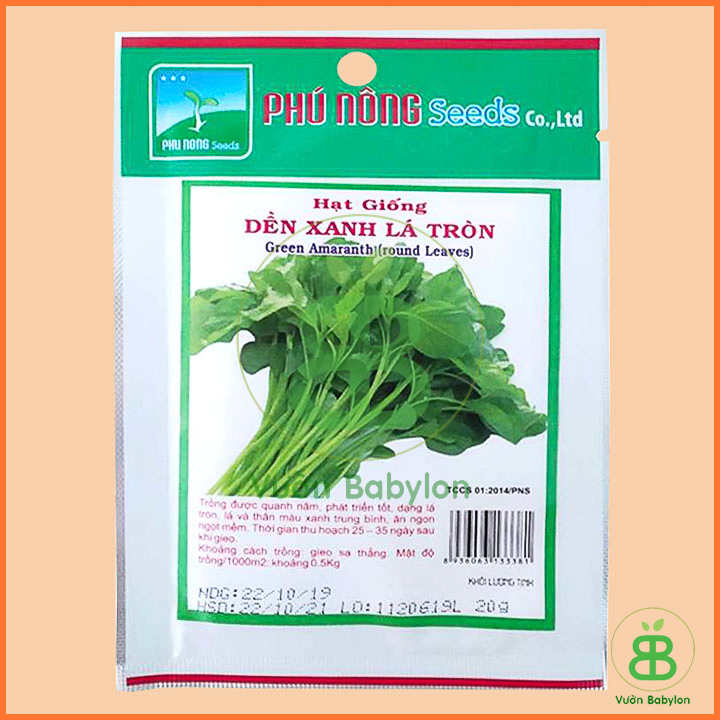 PHÚ NÔNG Seeds Co.,Ltd
PHU NONG Seeds
Hạt Giống
DỀN XANH LÁ TRÒN
Green Amaranth (round Leaves)
Vườn Babylon
TCCS 01:2014/PNS
Trồng được quanh năm, phát triển tốt, dạng lá
tròn, lá và thân màu xanh trung bình, ăn ngon
ngọt mềm. Thời gian thu hoạch 25 – 35 ngày sau
khi gieo.
Khoảng cách trồng: gieo sạ thẳng. Mật độ
trồng/1000m2: khoảng 0.5Kg
8 936063 133381
KHỐI LƯỢNG TỊNH
NDG:22/10/19
HSD:22/10/21 LO:1120619L 20g
Vườn Babylon